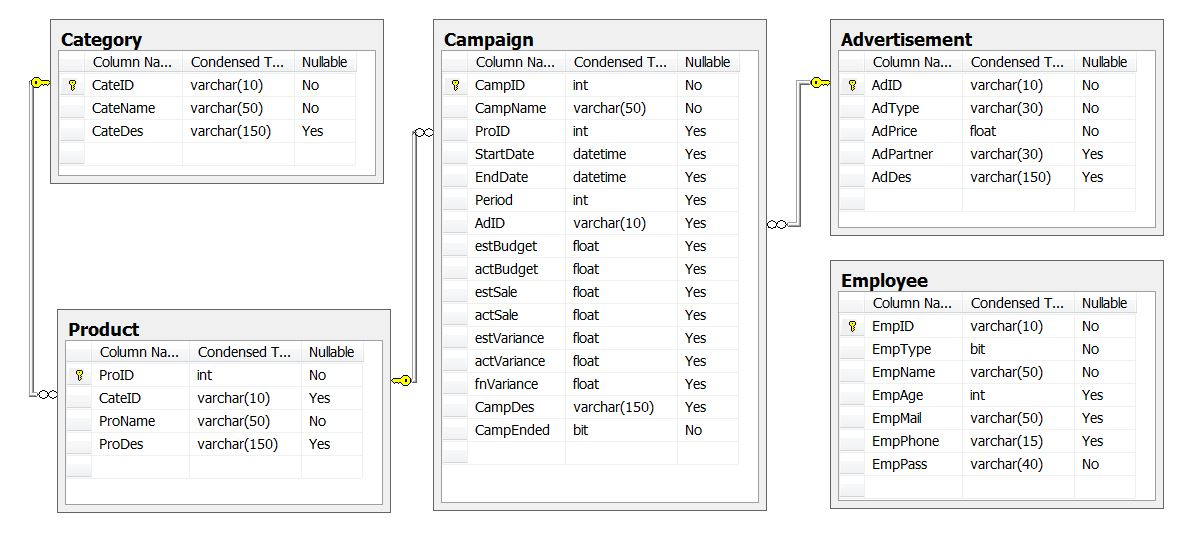 Category
Column Na... Condensed T... Nullable
CateID varchar(10) No
CateName varchar(50) No
CateDes varchar(150) Yes
Product
Column Na... Condensed T... Nullable
ProID int No
CateID varchar(10) Yes
ProName varchar(50) No
ProDes varchar(150) Yes
Campaign
Column Na... Condensed T... Nullable
CampID int No
CampName varchar(50) No
ProID int Yes
StartDate datetime Yes
EndDate datetime Yes
Period int Yes
AdID varchar(10) Yes
estBudget float Yes
actBudget float Yes
estSale float Yes
actSale float Yes
estVariance float Yes
actVariance float Yes
fnVariance float Yes
CampDes varchar(150) Yes
CampEnded bit No
Advertisement
Column Na... Condensed T... Nullable
AdID varchar(10) No
AdType varchar(30) No
AdPrice float No
AdPartner varchar(30) Yes
AdDes varchar(150) Yes
Employee
Column Na... Condensed T... Nullable
EmpID varchar(10) No
EmpType bit No
EmpName varchar(50) No
EmpAge int Yes
EmpMail varchar(50) Yes
EmpPhone varchar(15) Yes
EmpPass varchar(40) No